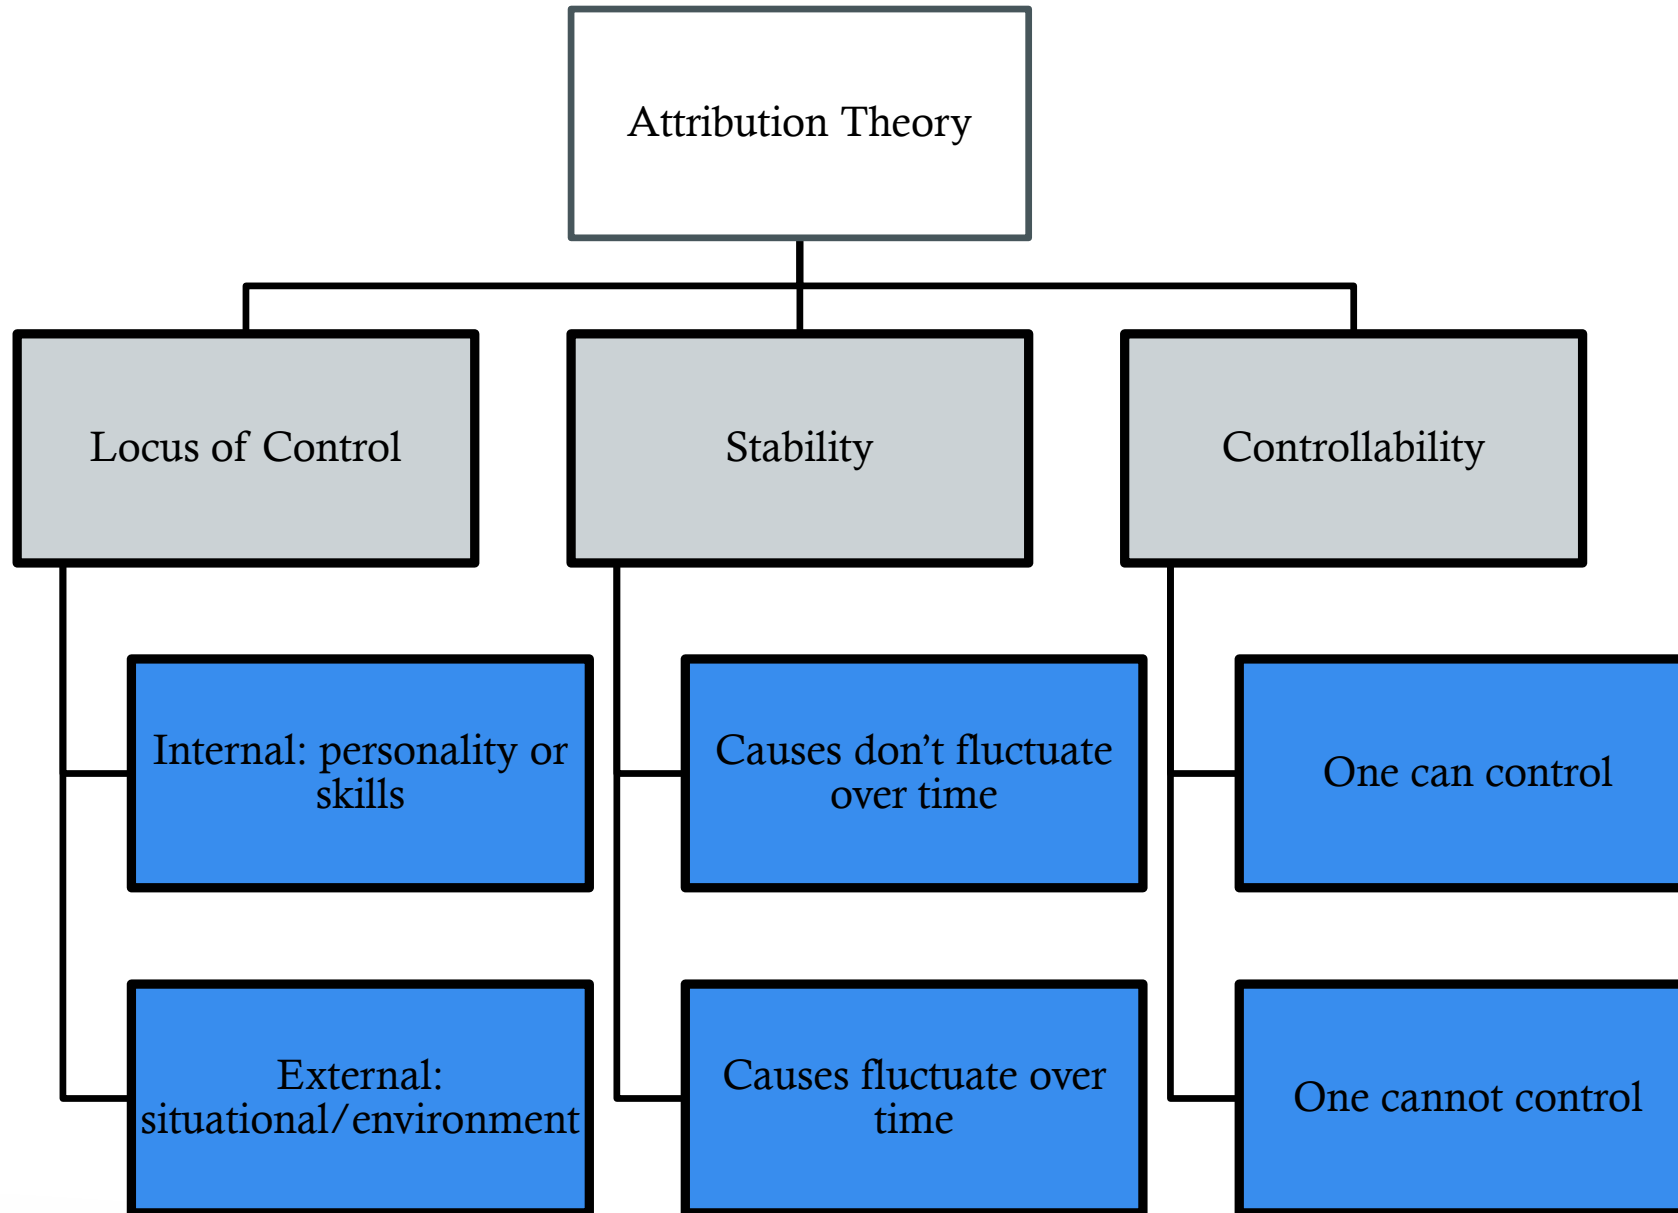 Attribution Theory
Locus of Control
Stability
Controllability
Internal: personality or
skills
Causes don’t fluctuate
over time
One can control
External:
situational/environment
Causes fluctuate over
time
One cannot control